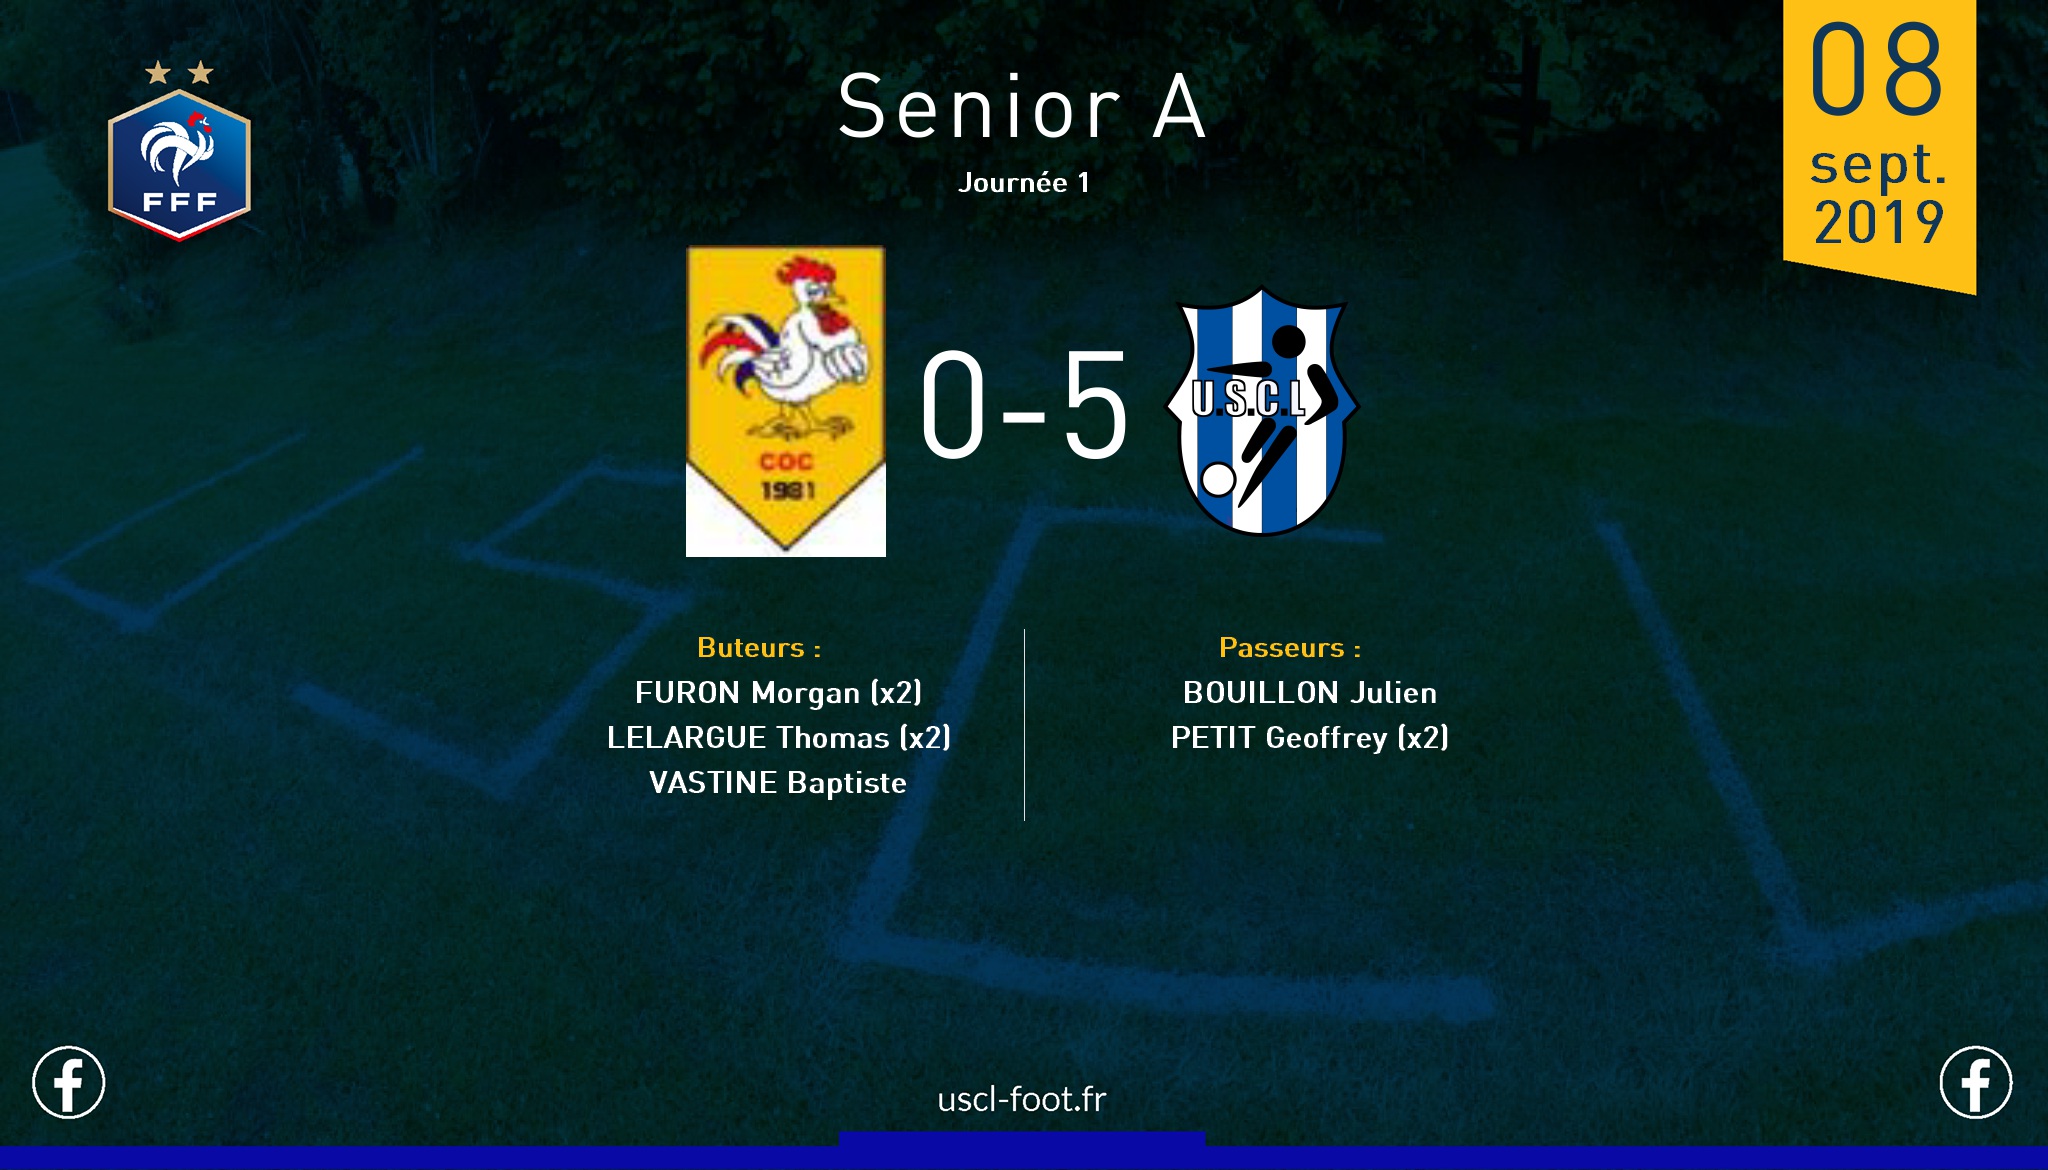 08
sept.
2019
Senior A
Journée 1
FFF
COC
1981
0-5
U.S.C.L
Buteurs :
FURON Morgan (x2)
LELARGUE Thomas (x2)
VASTINE Baptiste
Passeurs :
BOUILLON Julien
PETIT Geoffrey (x2)
USCL
uscl-foot.fr